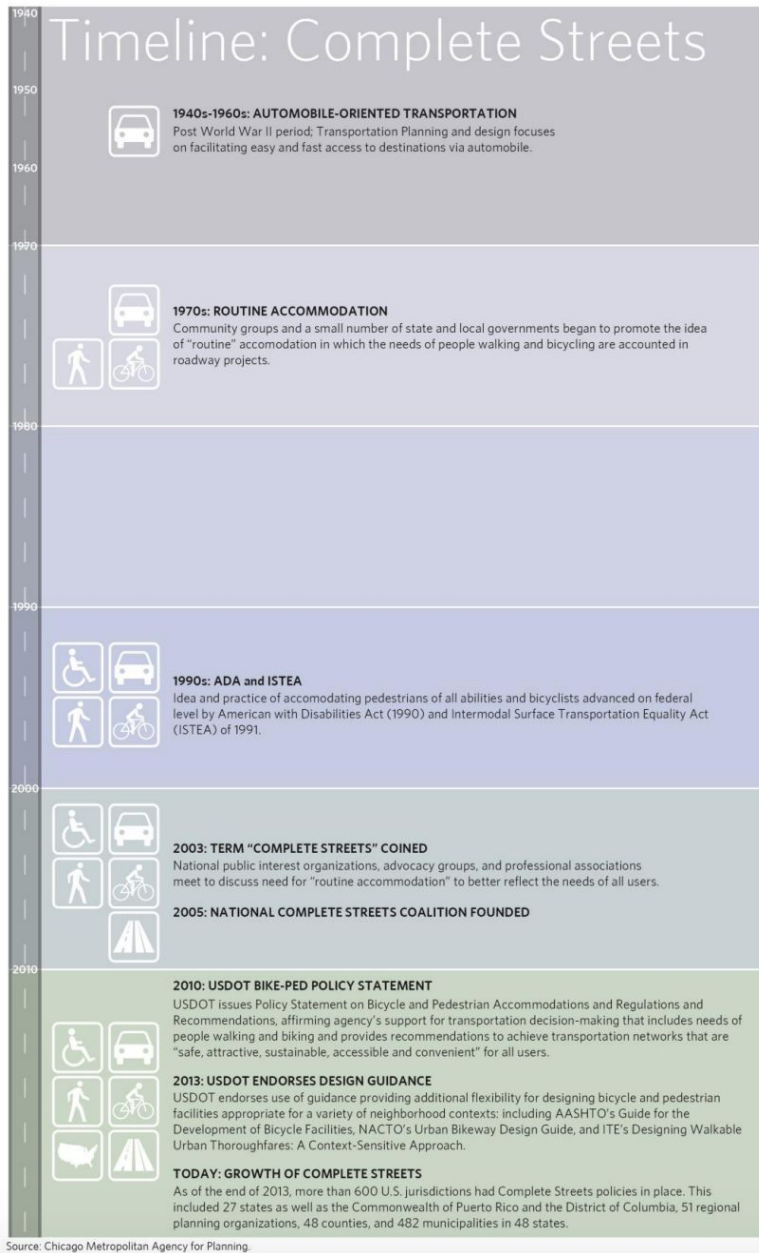 1940
Timeline: Complete Streets
1950
1940s-1960s: AUTOMOBILE-ORIENTED TRANSPORTATION
Post World War II period; Transportation Planning and design focuses
on facilitating easy and fast access to destinations via automobile.
1960
1970
1970s: ROUTINE ACCOMMODATION
Community groups and a small number of state and local governments began to promote the idea
of “routine” accomodation in which the needs of people walking and bicycling are accounted in
roadway projects.
1980
1990
1990s: ADA and ISTEA
Idea and practice of accomodating pedestrians of all abilities and bicyclists advanced on federal
level by American with Disabilities Act (1990) and Intermodal Surface Transportation Equality Act
(ISTEA) of 1991.
2000
2003: TERM “COMPLETE STREETS” COINED
National public interest organizations, advocacy groups, and professional associations
meet to discuss need for “routine accommodation” to better reflect the needs of all users.
2005: NATIONAL COMPLETE STREETS COALITION FOUNDED
2010
2010: USDOT BIKE-PED POLICY STATEMENT
USDOT issues Policy Statement on Bicycle and Pedestrian Accommodations and Regulations and
Recommendations, affirming agency’s support for transportation decision-making that includes needs of
people walking and biking and provides recommendations to achieve transportation networks that are
“safe, attractive, sustainable, accessible and convenient” for all users.
2013: USDOT ENDORSES DESIGN GUIDANCE
USDOT endorses use of guidance providing additional flexibility for designing bicycle and pedestrian
facilities appropriate for a variety of neighborhood contexts: including AASHTO’s Guide for the
Development of Bicycle Facilities, NACTO’s Urban Bikeway Design Guide, and ITE’s Designing Walkable
Urban Thoroughfares: A Context-Sensitive Approach.
TODAY: GROWTH OF COMPLETE STREETS
As of the end of 2013, more than 600 U.S. jurisdictions had Complete Streets policies in place. This
included 27 states as well as the Commonwealth of Puerto Rico and the District of Columbia, 51 regional
planning organizations, 48 counties, and 482 municipalities in 48 states.
Source: Chicago Metropolitan Agency for Planning.